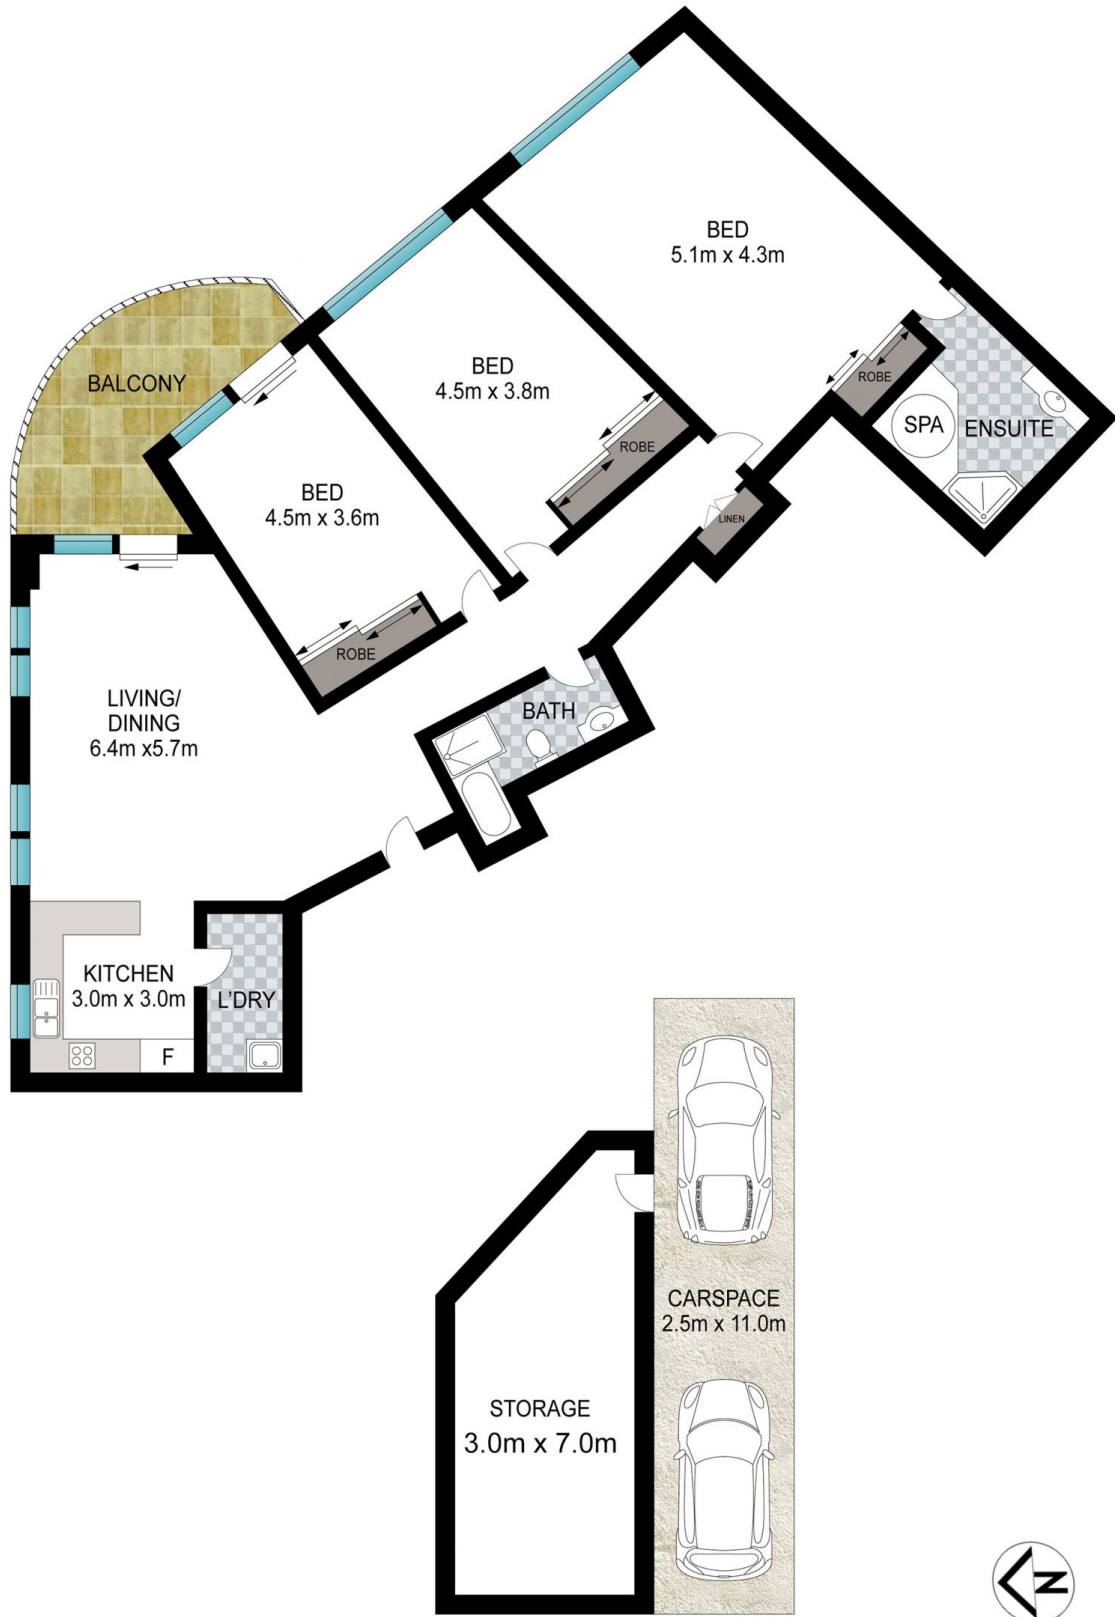 BED
5.1m x 4.3m
BED
4.5m x 3.8m
ROBE
BALCONY
ROBE
SPA
ENSUITE
BED
4.5m x 3.6m
LINEN
ROBE
LIVING/
DINING
6.4m x5.7m
BATH
KITCHEN
3.0m x 3.0m
L'DRY
F
CARSPACE
2.5m x 11.0m
STORAGE
3.0m x 7.0m
N